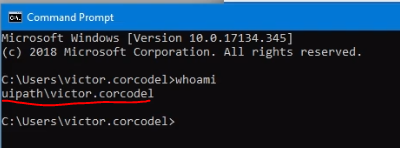 Command Prompt
Microsoft Windows [Version 10.0.17134.345]
(c) 2018 Microsoft Corporation. All rights reserved.
C:\Users\victor.corcodel>whoami
uipath\victor.corcodel
C:\Users\victor.corcodel>